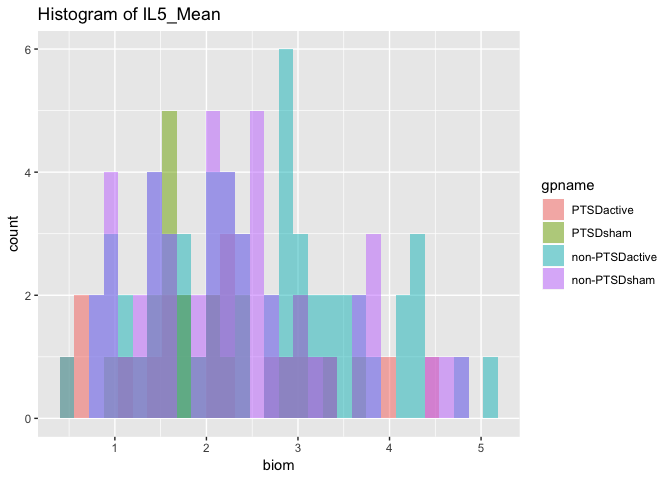 Histogram of IL5_Mean
6
4
2
0
count
1 2 3 4 5
biom
gpname
PTSDactive
PTSDsham
non-PTSDactive
non-PTSDsham